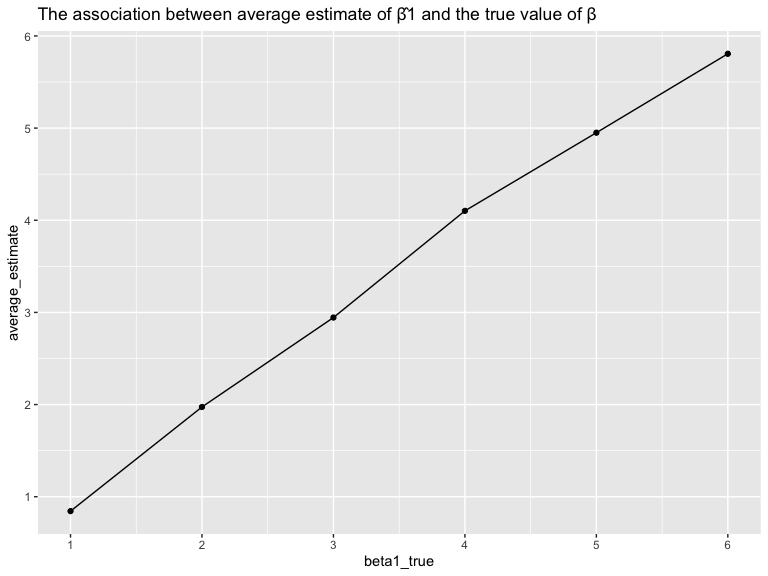 The association between average estimate of β̂1 and the true value of β
6
5
4
3
2
1
average_estimate
1 2 3 4 5 6
beta1_true